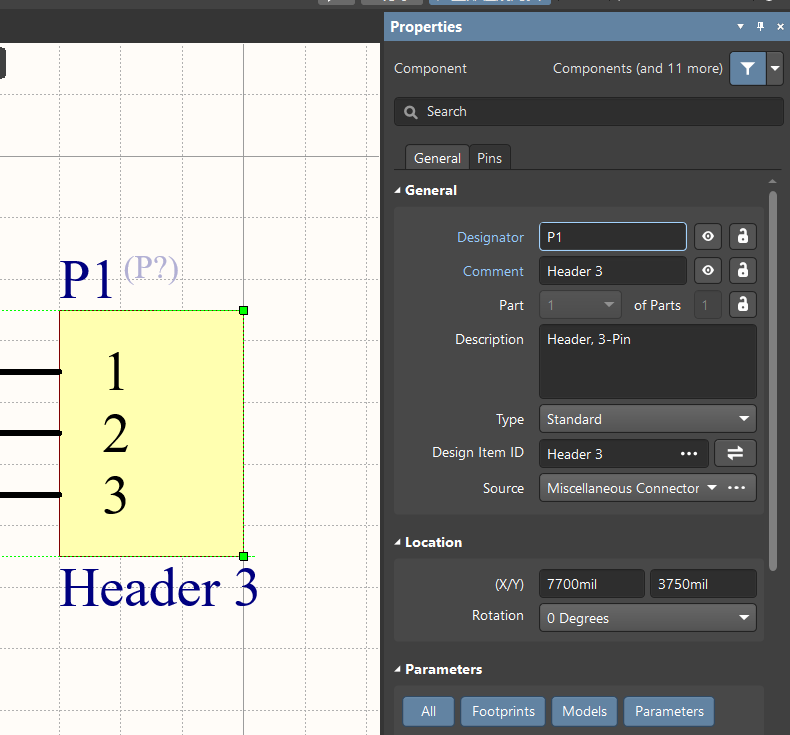 Properties
Component Components (and 11 more)
Search
General Pins
General
Designator P1
Comment Header 3
Part 1 of Parts 1
Description Header, 3-Pin
Type Standard
Design Item ID Header 3 •••
Source Miscellaneous Connector •••
Location
(X/Y) 7700mil 3750mil
Rotation 0 Degrees
Parameters
All Footprints Models Parameters
P1 (P?)
1
2
3
Header 3